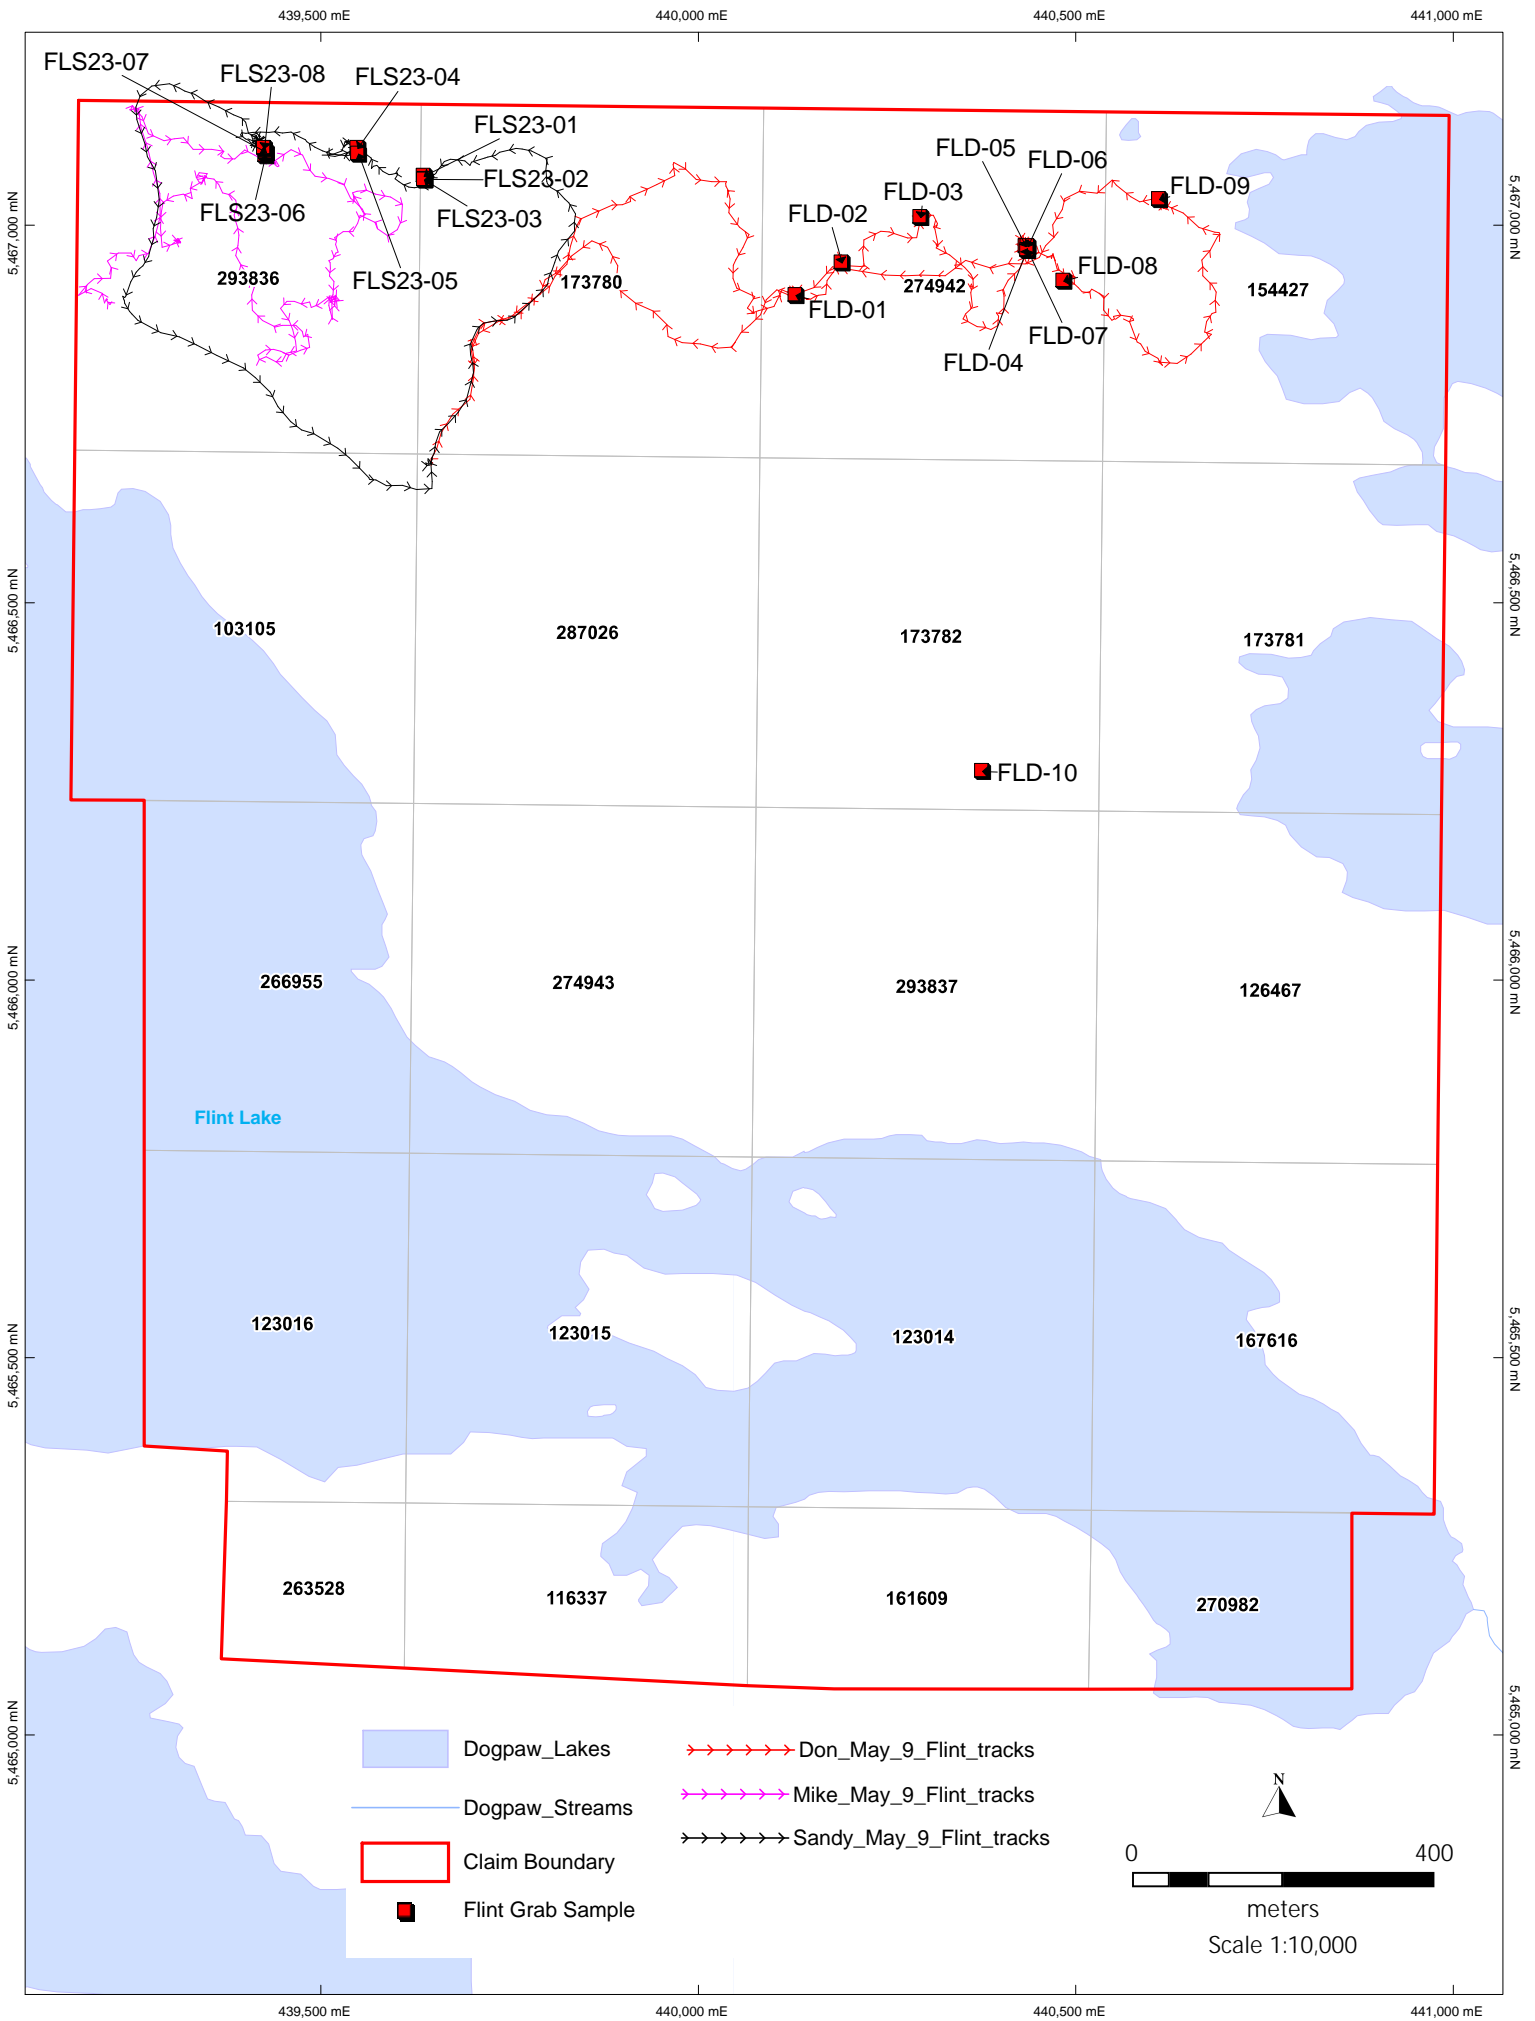 439,500 mE
440,000 mE
440,500 mE
441,000 mE
FLS23-07
FLS23-08
FLS23-04
FLS23-01
FLS23-02
FLS23-03
FLS23-06
FLS23-05
FLD-05
FLD-06
FLD-03
FLD-09
FLD-02
FLD-08
FLD-01
FLD-07
FLD-04
5,467,000 mN
5,467,000 mN
293836
173780
274942
154427
5,466,500 mN
5,466,500 mN
103105
287026
173782
173781
FLD-10
5,466,000 mN
5,466,000 mN
266955
274943
293837
126467
Flint Lake
5,465,500 mN
5,465,500 mN
123016
123015
123014
167616
263528
116337
161609
270982
5,465,000 mN
5,465,000 mN
Dogpaw_Lakes
Dogpaw_Streams
Claim Boundary
Flint Grab Sample
Don_May_9_Flint_tracks
Mike_May_9_Flint_tracks
Sandy_May_9_Flint_tracks
N
0
400
meters
Scale 1:10,000
439,500 mE
440,000 mE
440,500 mE
441,000 mE